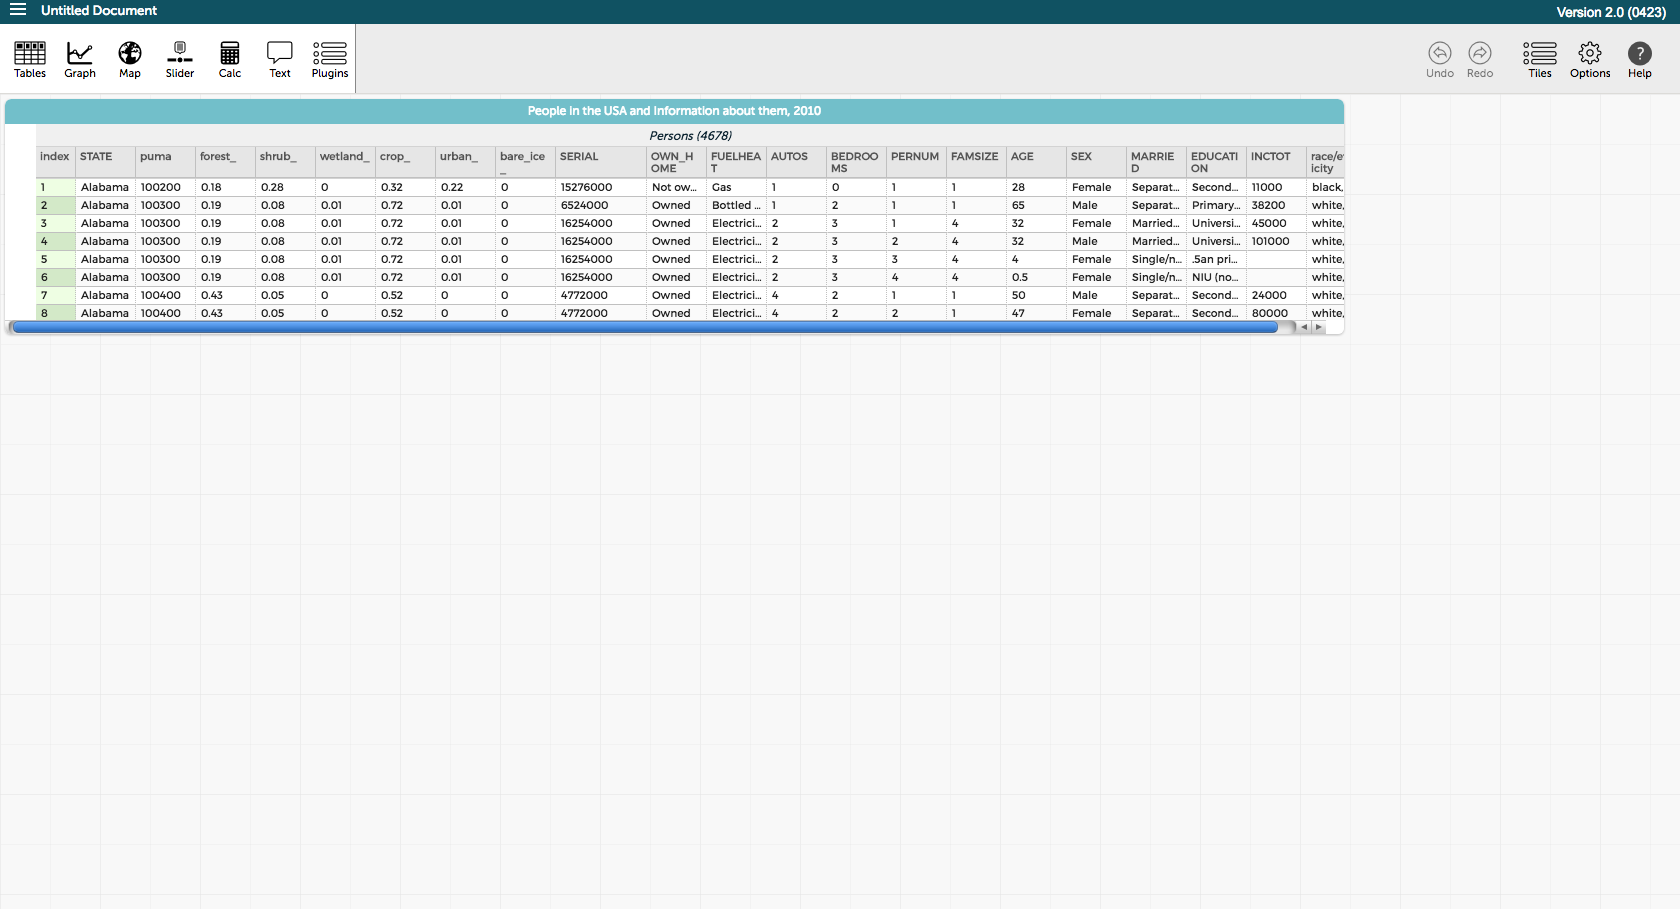 Untitled Document
Version 2.0 (0423)
Tables Graph Map Slider Calc Text Plugins
Undo Redo Tiles Options Help
People in the USA and information about them, 2010
Persons (4678)
index STATE puma forest_ shrub_ wetland_ crop_ urban_ bare_ice_ SERIAL OWN_HOME FUELHEAT AUTOS BEDROOMS PERNUM FAMSIZE AGE SEX MARRIED EDUCATION INCTOT race/e icity
1 Alabama 100200 0.18 0.28 0 0.32 0.22 0 15276000 Not ow... Gas 1 0 1 1 28 Female Separat... Second... 11000 black,
2 Alabama 100300 0.19 0.08 0.01 0.72 0.01 0 6524000 Owned Bottled ... 1 2 1 1 65 Male Separat... Primary... 38200 white,
3 Alabama 100300 0.19 0.08 0.01 0.72 0.01 0 16254000 Owned Electrici... 2 3 1 4 32 Female Married... Universi... 45000 white,
4 Alabama 100300 0.19 0.08 0.01 0.72 0.01 0 16254000 Owned Electrici... 2 3 2 4 32 Male Married... Universi... 101000 white,
5 Alabama 100300 0.19 0.08 0.01 0.72 0.01 0 16254000 Owned Electrici... 2 3 3 4 4 Female Single/n... .5an pri... white,
6 Alabama 100300 0.19 0.08 0.01 0.72 0.01 0 16254000 Owned Electrici... 2 3 4 4 0.5 Female Single/n... NIU (no... white,
7 Alabama 100400 0.43 0.05 0 0.52 0 0 4772000 Owned Electrici... 4 2 1 1 50 Male Separat... Second... 24000 white,
8 Alabama 100400 0.43 0.05 0 0.52 0 0 4772000 Owned Electrici... 4 2 2 1 47 Female Separat... Second... 80000 white,